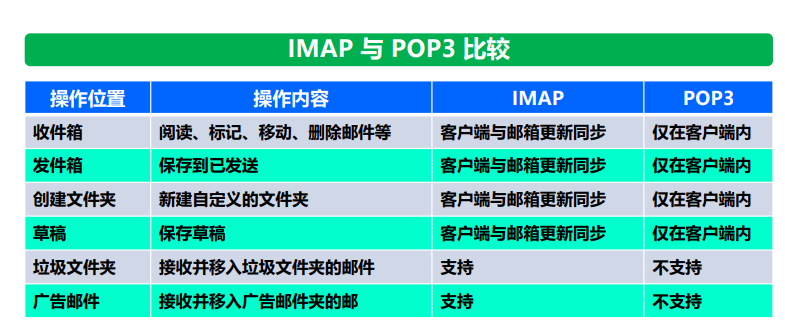 IMAP 与 POP3 比较
操作位置 操作内容 IMAP POP3
收件箱 阅读、标记、移动、删除邮件等 客户端与邮箱更新同步 仅在客户端内
发件箱 保存到已发送 客户端与邮箱更新同步 仅在客户端内
创建文件夹 新建自定义的文件夹 客户端与邮箱更新同步 仅在客户端内
草稿 保存草稿 客户端与邮箱更新同步 仅在客户端内
垃圾文件夹 接收并移入垃圾文件夹的邮件 支持 不支持
广告邮件 接收并移入广告邮件夹的邮 支持 不支持